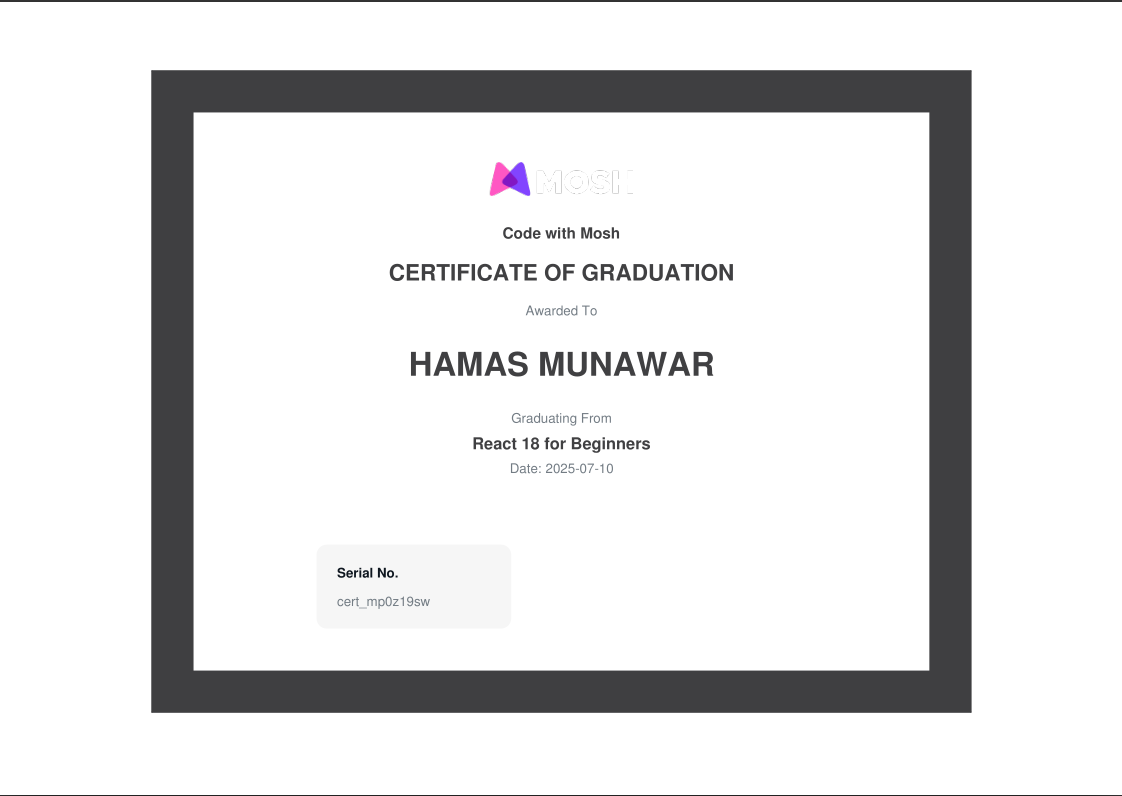 MOSH
Code with Mosh
CERTIFICATE OF GRADUATION
Awarded To
HAMAS MUNAWAR
Graduating From
React 18 for Beginners
Date: 2025-07-10
Serial No.
cert_mp0z19sw